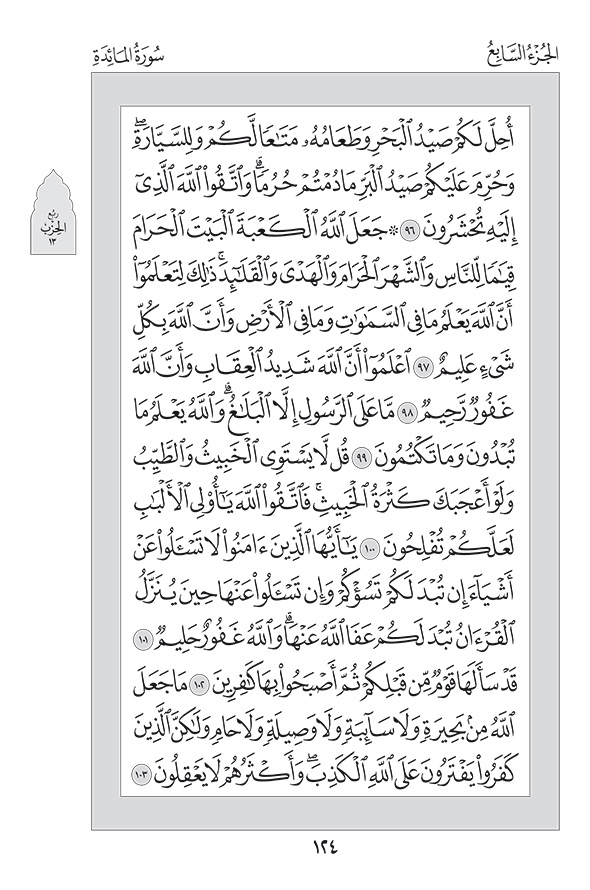 الجُزْءُ السَّابِعُ
سُورَةُ المَائِدَةِ
أُحِلَّ لَكُمْ صَيْدُ ٱلْبَحْرِ وَطَعَامُهُۥ مَتَٰعًا لَّكُمْ وَلِلسَّيَّارَةِۖ
وَحُرِّمَ عَلَيْكُمْ صَيْدُ ٱلْبَرِّ مَا دُمْتُمْ حُرُمًاۗ وَٱتَّقُوا۟ ٱللَّهَ ٱلَّذِىٓ
إِلَيْهِ تُحْشَرُونَ ٩٦ ۞ جَعَلَ ٱللَّهُ ٱلْكَعْبَةَ ٱلْبَيْتَ ٱلْحَرَامَ
قِيَٰمًا لِّلنَّاسِ وَٱلشَّهْرَ ٱلْحَرَامَ وَٱلْهَدْىَ وَٱلْقَلَٰٓئِدَۚ ذَٰلِكَ لِتَعْلَمُوٓا۟
أَنَّ ٱللَّهَ يَعْلَمُ مَا فِى ٱلسَّمَٰوَٰتِ وَمَا فِى ٱلْأَرْضِ وَأَنَّ ٱللَّهَ بِكُلِّ
شَىْءٍ عَلِيمٌ ٩٧ ٱعْلَمُوٓا۟ أَنَّ ٱللَّهَ شَدِيدُ ٱلْعِقَابِ وَأَنَّ ٱللَّهَ
غَفُورٌ رَّحِيمٌ ٩٨ مَّا عَلَى ٱلرَّسُولِ إِلَّا ٱلْبَلَٰغُۗ وَٱللَّهُ يَعْلَمُ مَا
تُبْدُونَ وَمَا تَكْتُمُونَ ٩٩ قُل لَّا يَسْتَوِى ٱلْخَبِيثُ وَٱلطَّيِّبُ
وَلَوْ أَعْجَبَكَ كَثْرَةُ ٱلْخَبِيثِۚ فَٱتَّقُوا۟ ٱللَّهَ يَٰٓأُو۟لِى ٱلْأَلْبَٰبِ
لَعَلَّكُمْ تُفْلِحُونَ ١٠٠ يَٰٓأَيُّهَا ٱلَّذِينَ ءَامَنُوا۟ لَا تَسْـَٔلُوا۟ عَنْ
أَشْيَآءَ إِن تُبْدَ لَكُمْ تَسُؤْكُمْ وَإِن تَسْـَٔلُوا۟ عَنْهَا حِينَ يُنَزَّلُ
ٱلْقُرْءَانُ تُبْدَ لَكُمْ عَفَا ٱللَّهُ عَنْهَاۗ وَٱللَّهُ غَفُورٌ حَلِيمٌ ١٠١
قَدْ سَأَلَهَا قَوْمٌ مِّن قَبْلِكُمْ ثُمَّ أَصْبَحُوا۟ بِهَا كَٰفِرِينَ ١٠٢ مَا جَعَلَ
ٱللَّهُ مِنۢ بَحِيرَةٍ وَلَا سَآئِبَةٍ وَلَا وَصِيلَةٍ وَلَا حَامٍ وَلَٰكِنَّ ٱلَّذِينَ
كَفَرُوا۟ يَفْتَرُونَ عَلَى ٱللَّهِ ٱلْكَذِبَۖ وَأَكْثَرُهُمْ لَا يَعْقِلُونَ ١٠٣
رُبْع
الحِزْبِ
١٣
١٢٤